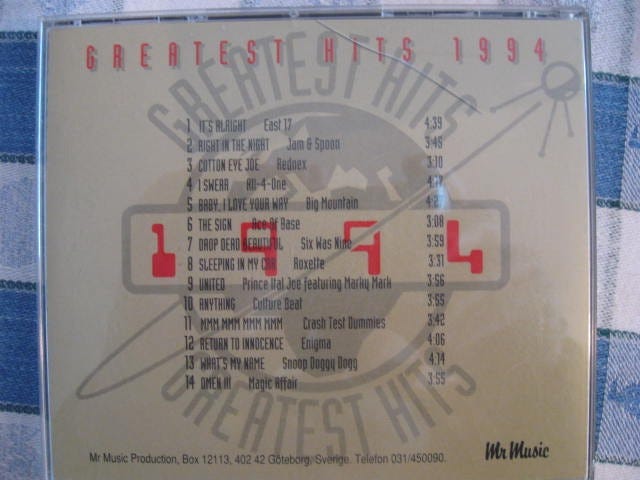 GREATEST HITS 1994
GREATEST HITS
1 IT'S ALRIGHT East 17 4:39
2 RIGHT IN THE NIGHT Jam & Spoon 3:46
3 COTTON EYE JOE Rednex 3:10
4 I SWEAR All-4-One
5 BABY, I LAVE YOUR WAY Big Mountain
6 THE SIGN Ace Of Base 3:08
7 DROP DEAD BEAUTIFUL Six Was Nine 3:59
8 SLEEPING IN MY CAR Roxette 3:31
1994
9 UNITED Prince Ital Joe featuring Marky Mark 3:56
10 ANYTHING Culture Beat 3:55
11 MMM MMM MMM MMM Crash Test Dummies 3:42
12 RETURN TO INNOCENCE Enigma 4:06
13 WHAT'S MY NAME Snoop Doggy Dogg 4:14
14 OMEN III Magic Affair 3:55
GREATEST HITS
Mr Music Production, Box 12113, 402 42 Göteborg, Sverige. Telefon 031/450090.
Mr Music